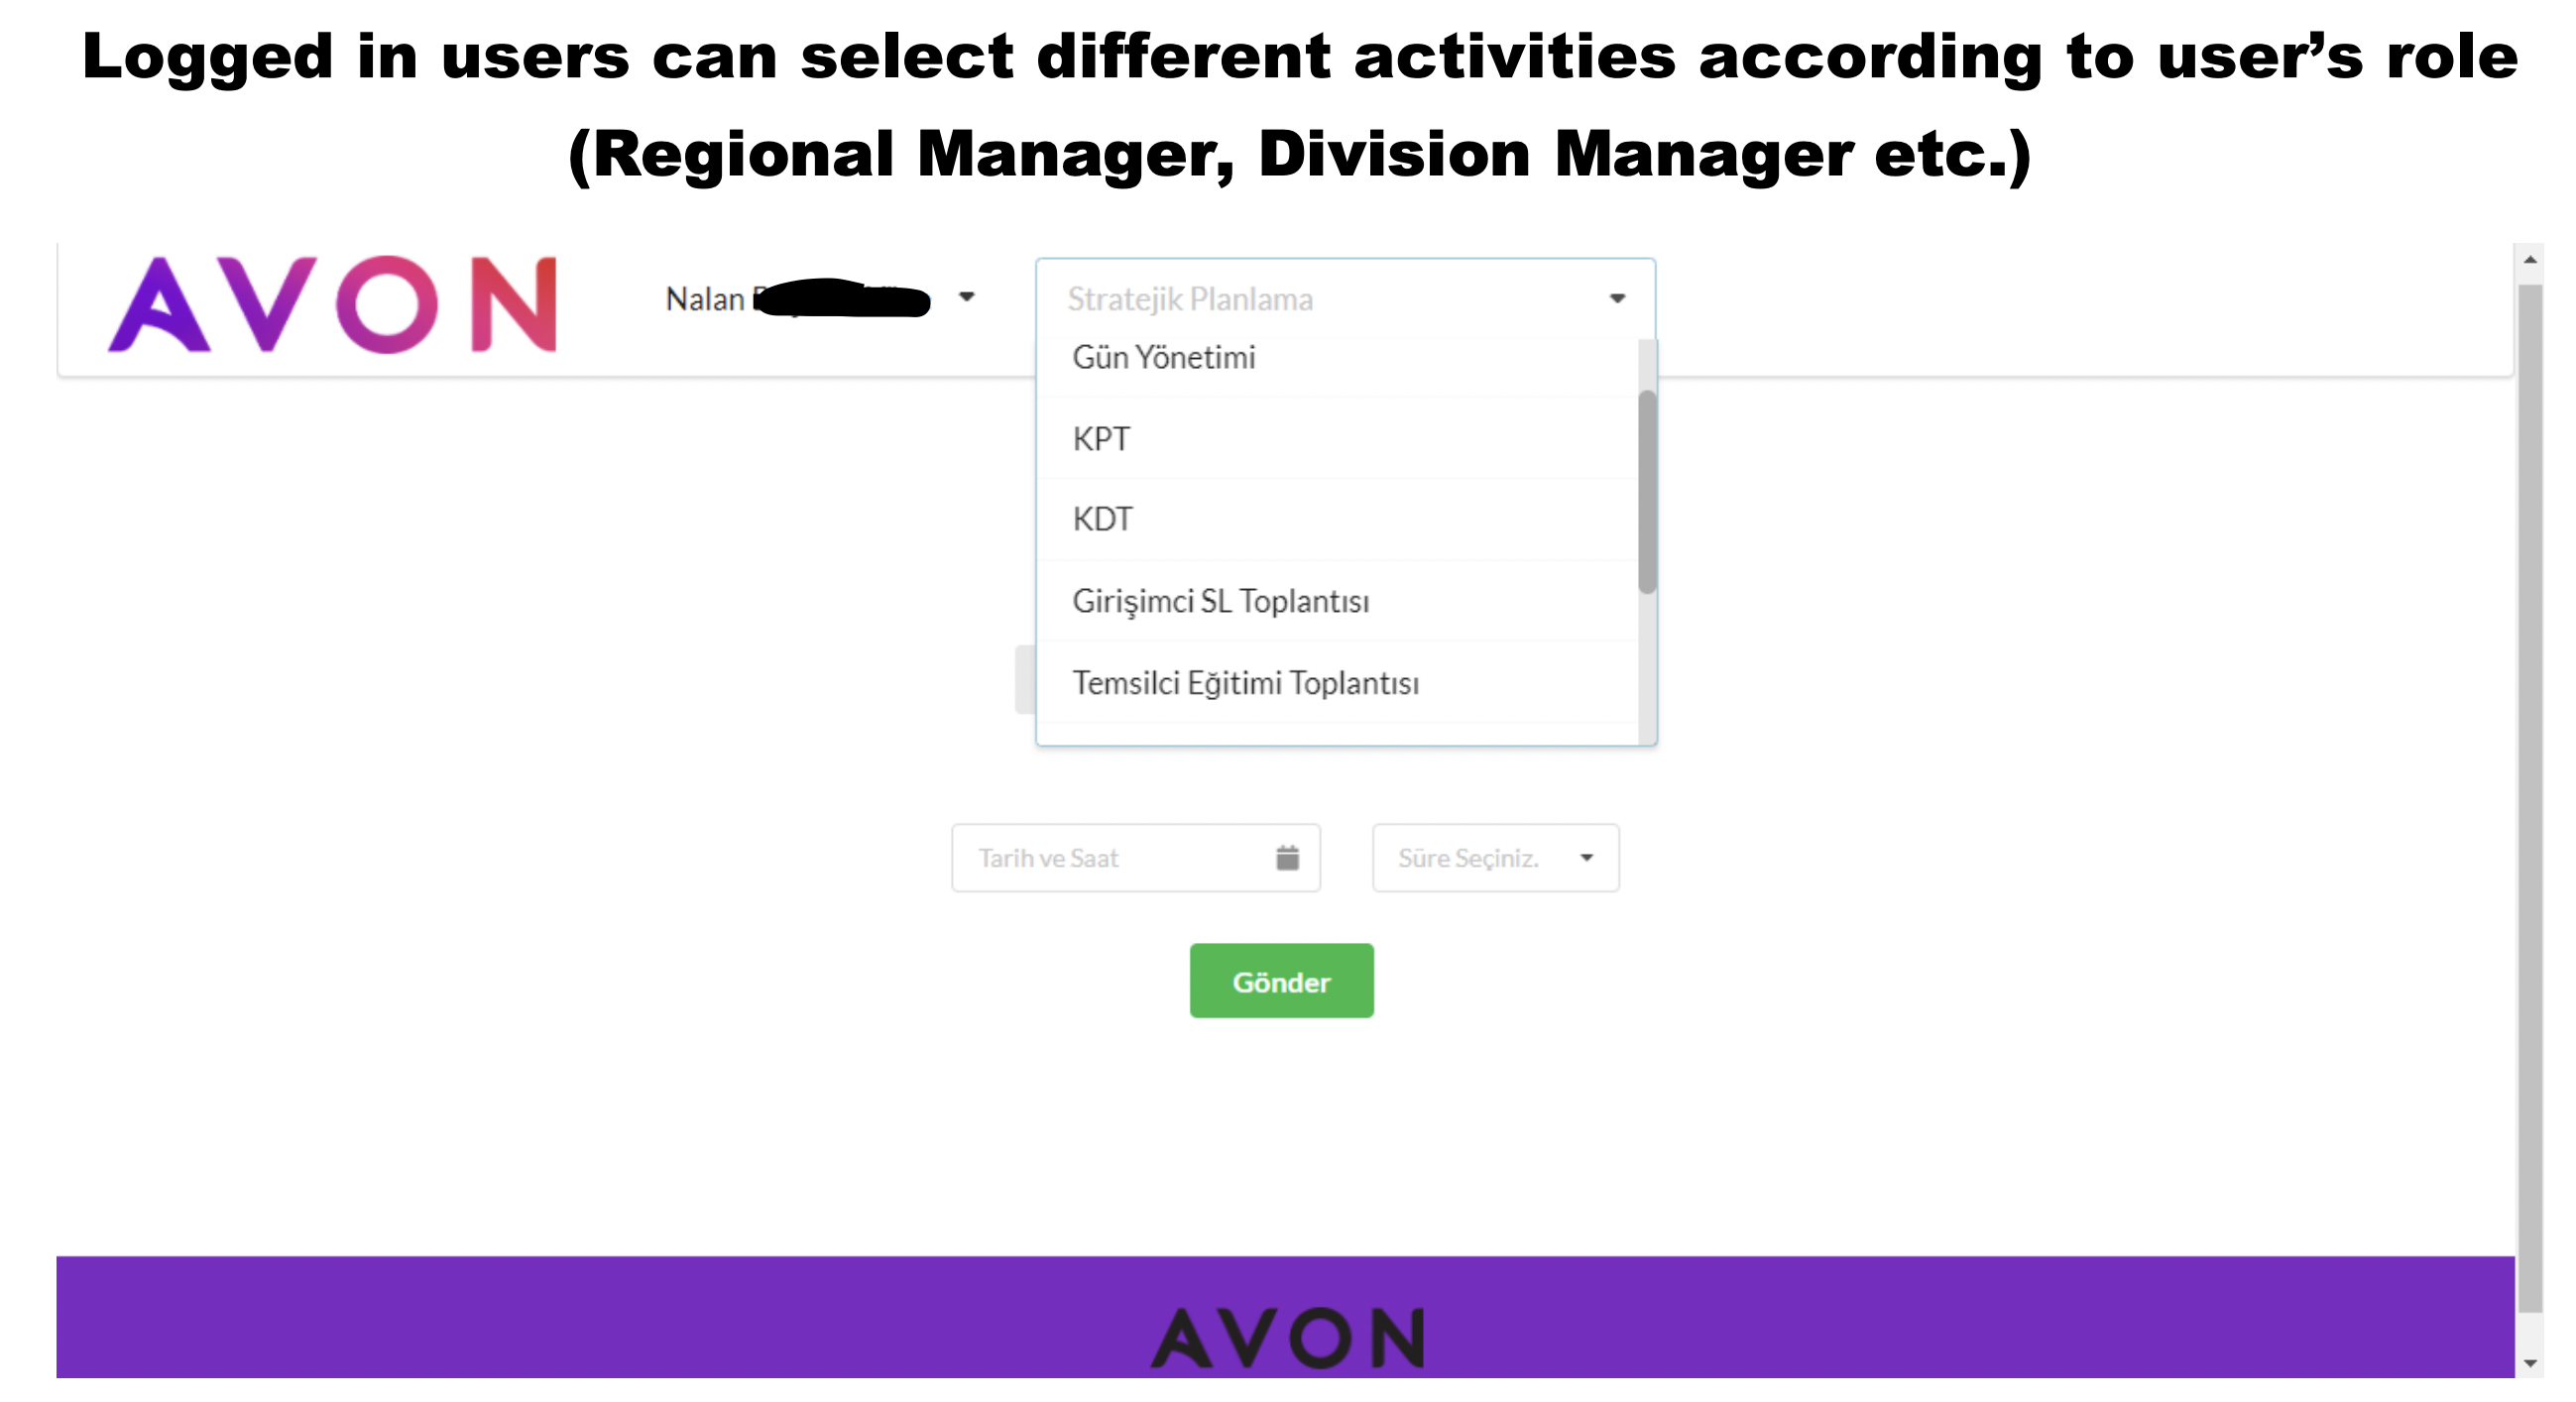 Logged in users can select different activities according to user’s role
(Regional Manager, Division Manager etc.)
AVON
Nalan
Stratejik Planlama
Gün Yönetimi
KPT
KDT
Girişimci SL Toplantısı
Temsilci Eğitimi Toplantısı
Tarih ve Saat
Süre Seçiniz.
Gönder
AVON